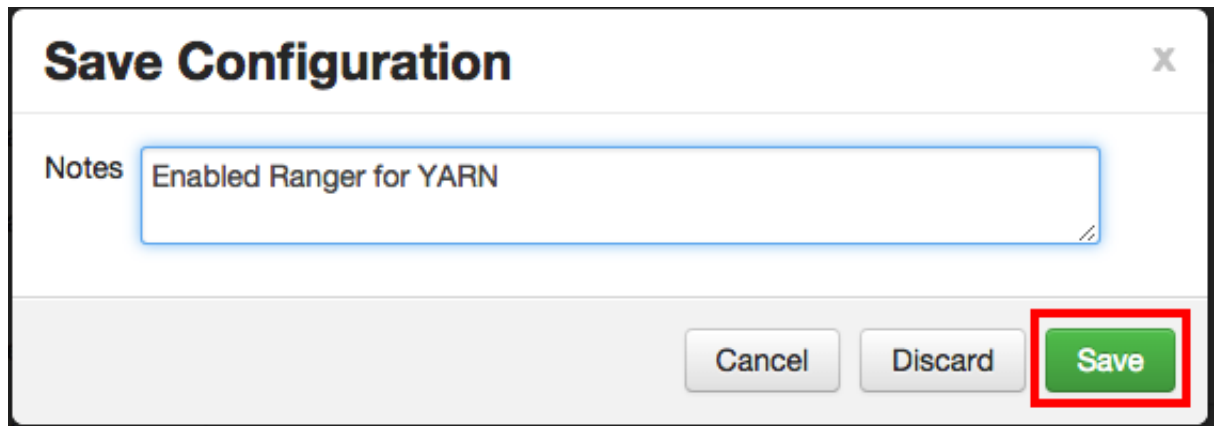 Save Configuration
x
Notes
Enabled Ranger for YARN
Cancel
Discard
Save